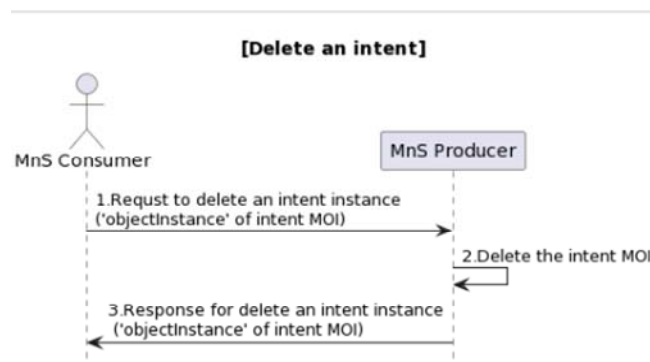 [Delete an intent]
MnS Consumer
MnS Producer
1.Requst to delete an intent instance
('objectInstance' of intent MOI)
2.Delete the intent MOI
3.Response for delete an intent instance
('objectInstance' of intent MOI)